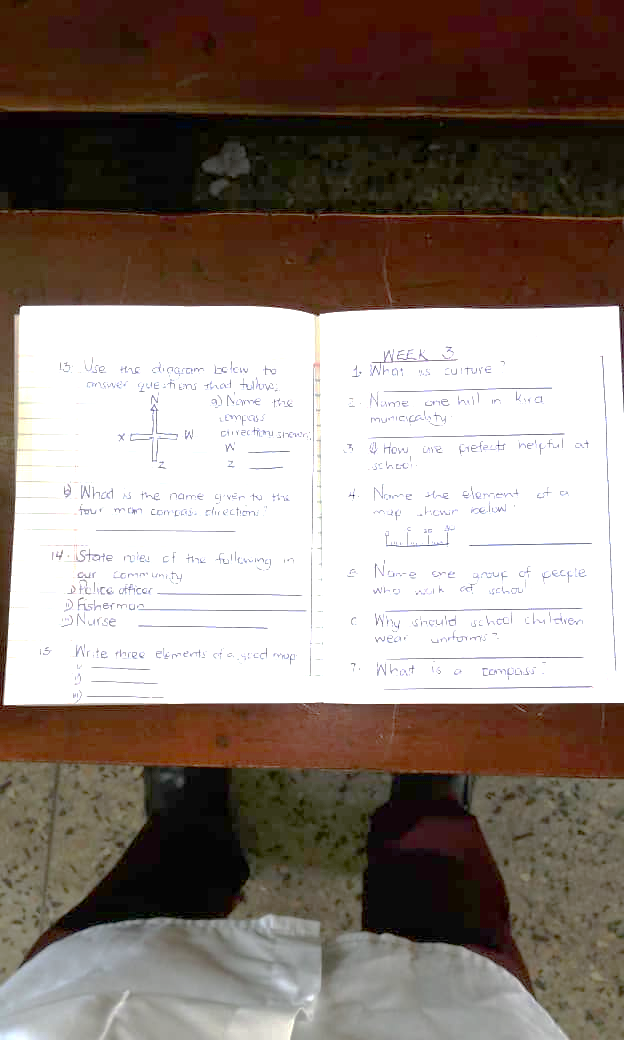 13. Use the diagram below to
answer questions that follow.
N
X W
Z
a) Name the
compass
directions shown.
W
Z
b) What is the name given to the
four main compass directions?
14. State roles of the following in
our community
i) Police officer
ii) Fisherman
iii) Nurse
15. Write three elements of a good map
i)
ii)
iii)
WEEK 3
1. What is culture?
2. Name one hill in Kira
municipality.
3. How are prefects helpful at
school.
4. Name the element of a
map shown below?
5. Name one group of people
who work at school
6. Why should school children
wear uniforms?
7. What is a compass?